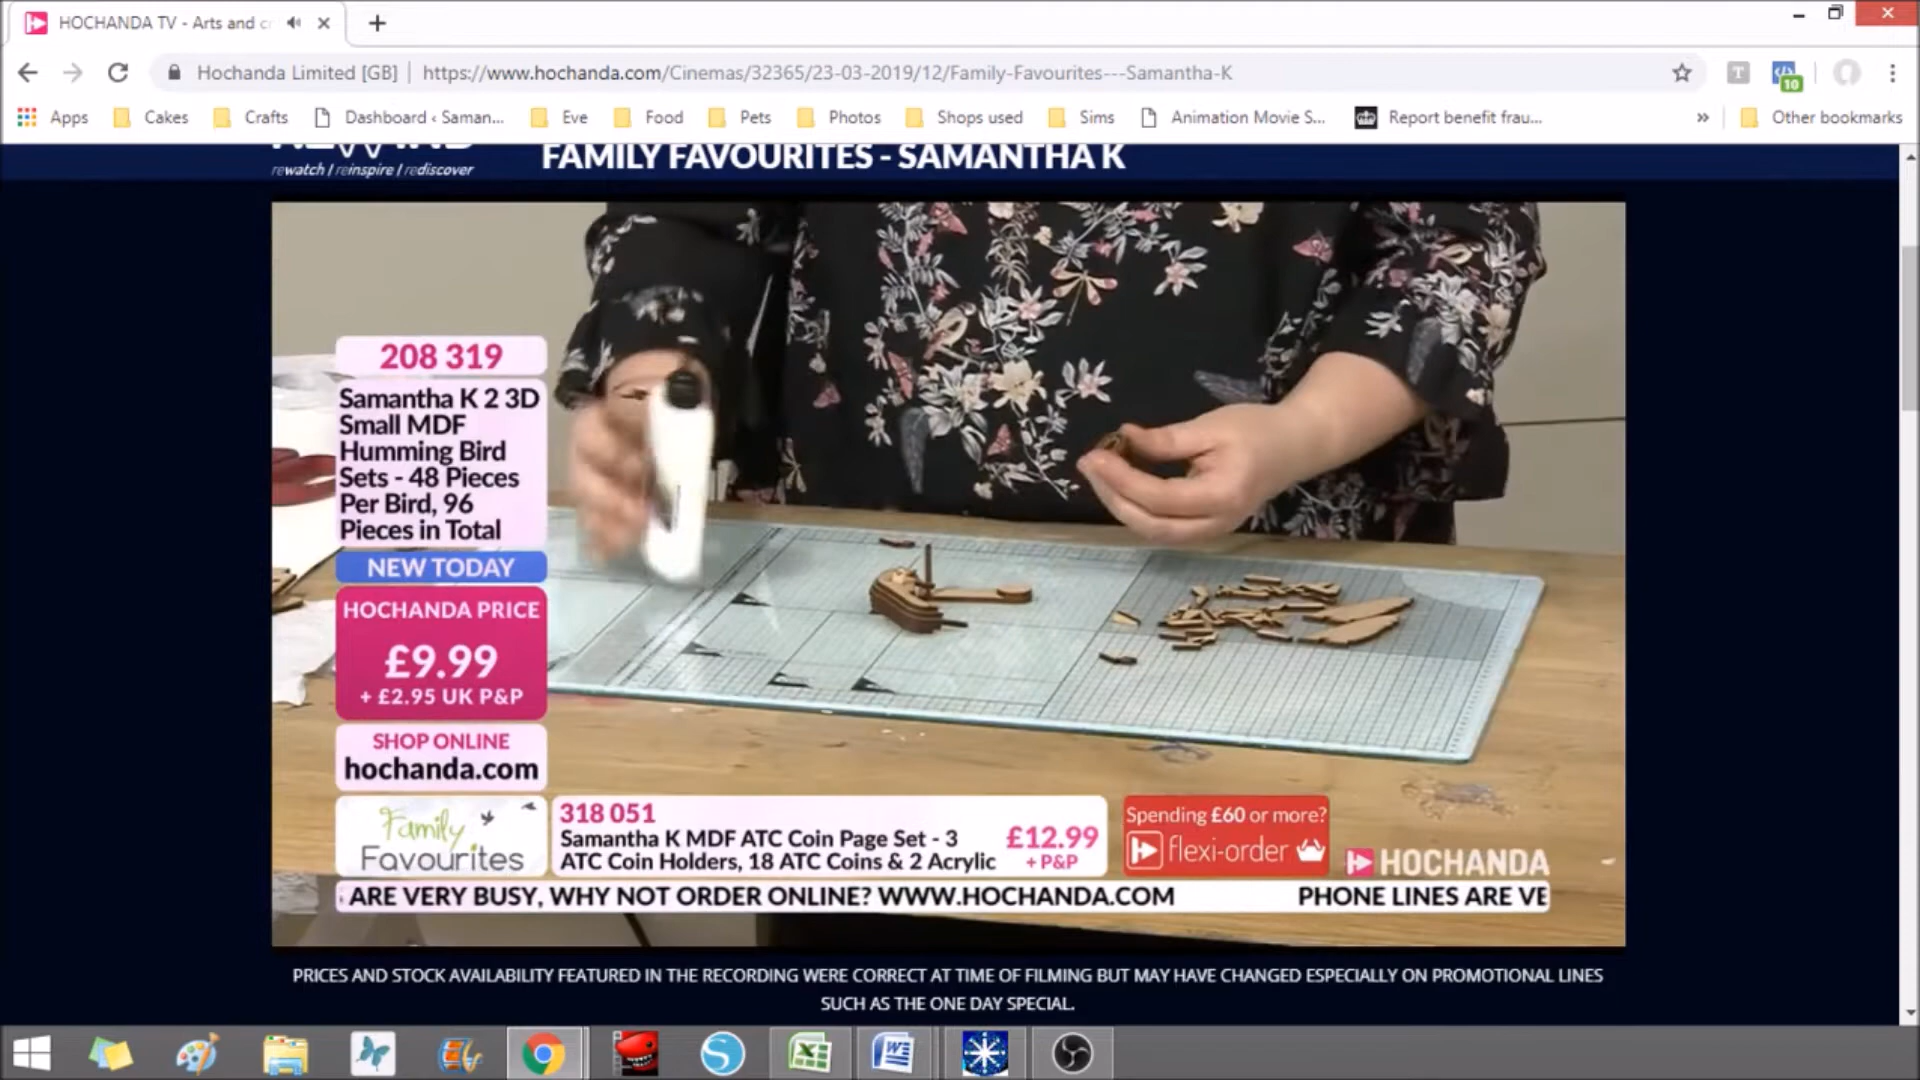 HOCHANDA TV - Arts and c
Hochanda Limited [GB] https://www.hochanda.com/Cinemas/32365/23-03-2019/12/Family-Favourites---Samantha-K
T
10
Apps Cakes Crafts Dashboard ‹ Saman... Eve Food Pets Photos Shops used Sims Animation Movie S... Report benefit frau... » Other bookmarks
rewatch / reinspire / rediscover
FAMILY FAVOURITES - SAMANTHA K
208 319
Samantha K 2 3D
Small MDF
Humming Bird
Sets - 48 Pieces
Per Bird, 96
Pieces in Total
NEW TODAY
HOCHANDA PRICE
£9.99
+ £2.95 UK P&P
SHOP ONLINE
hochanda.com
Family
Favourites
318 051
Samantha K MDF ATC Coin Page Set - 3
ATC Coin Holders, 18 ATC Coins & 2 Acrylic
£12.99
+ P&P
Spending £60 or more?
flexi-order
HOCHANDA
ARE VERY BUSY, WHY NOT ORDER ONLINE? WWW.HOCHANDA.COM PHONE LINES ARE VE
PRICES AND STOCK AVAILABILITY FEATURED IN THE RECORDING WERE CORRECT AT TIME OF FILMING BUT MAY HAVE CHANGED ESPECIALLY ON PROMOTIONAL LINES
SUCH AS THE ONE DAY SPECIAL.